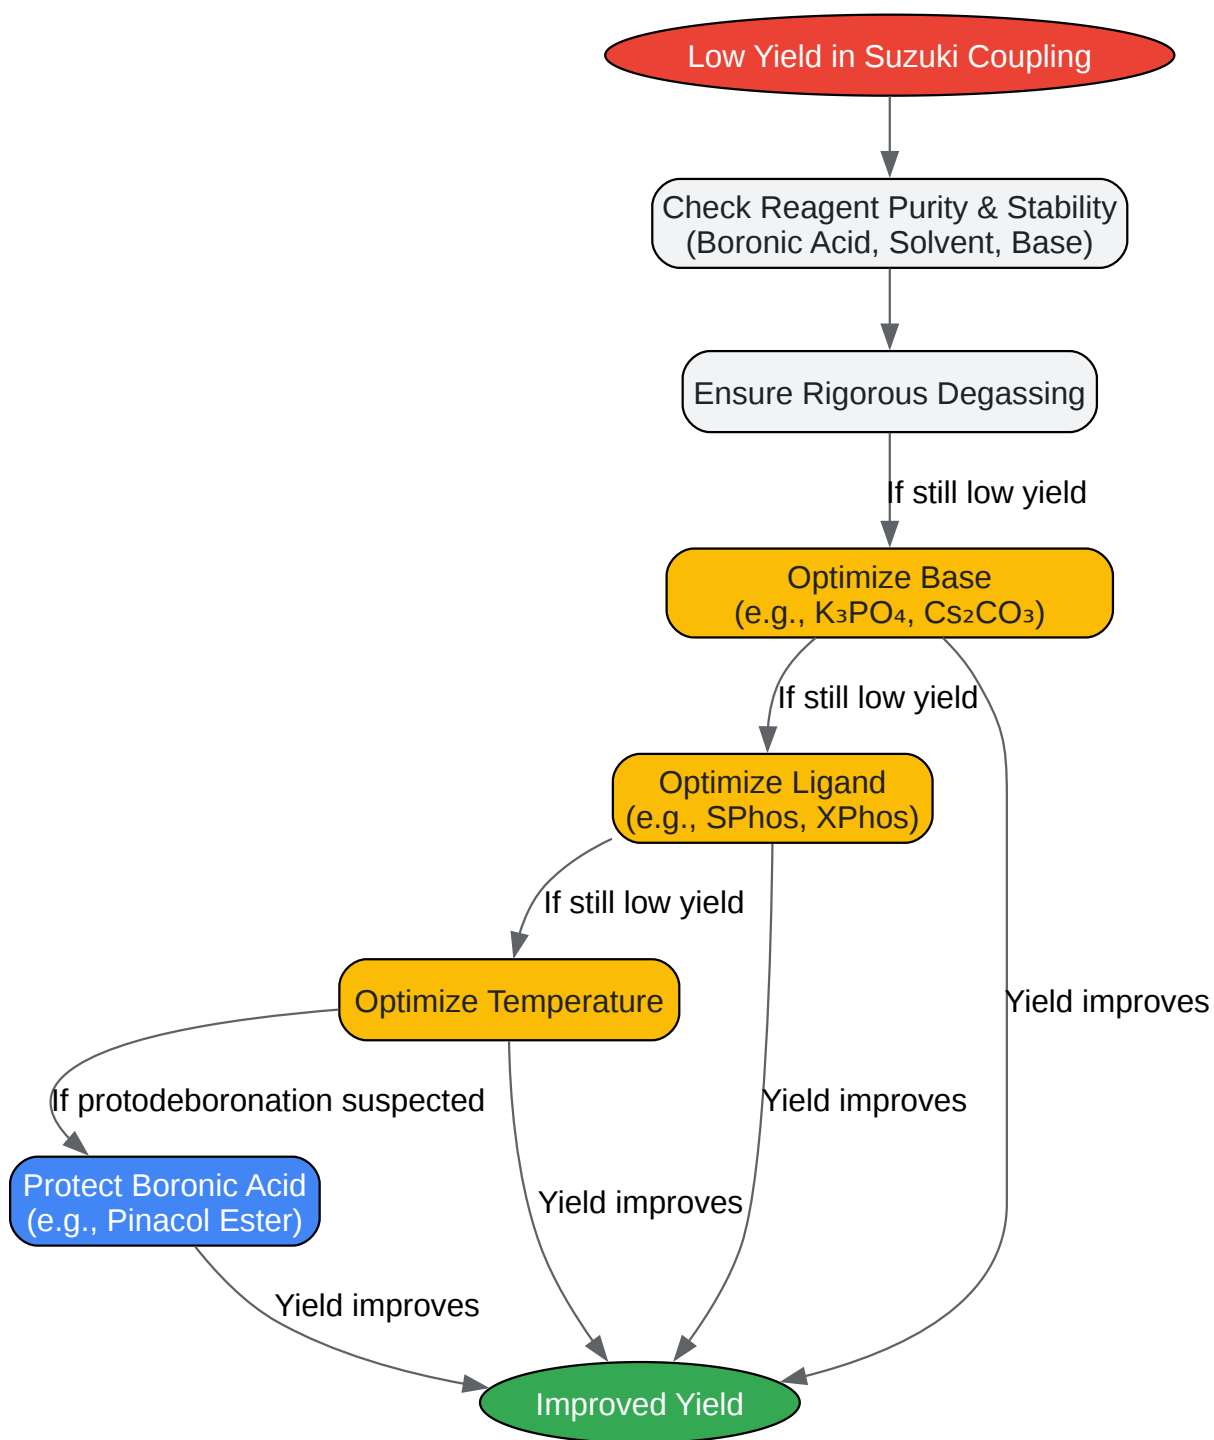 Low Yield in Suzuki Coupling
Check Reagent Purity & Stability
(Boronic Acid, Solvent, Base)
Ensure Rigorous Degassing
If still low yield
Optimize Base
(e.g., K₃PO₄, Cs₂CO₃)
If still low yield
Optimize Ligand
(e.g., SPhos, XPhos)
If still low yield
Optimize Temperature
Yield improves
If protodeboronation suspected
Yield improves
Protect Boronic Acid
(e.g., Pinacol Ester)
Yield improves
Yield improves
Improved Yield